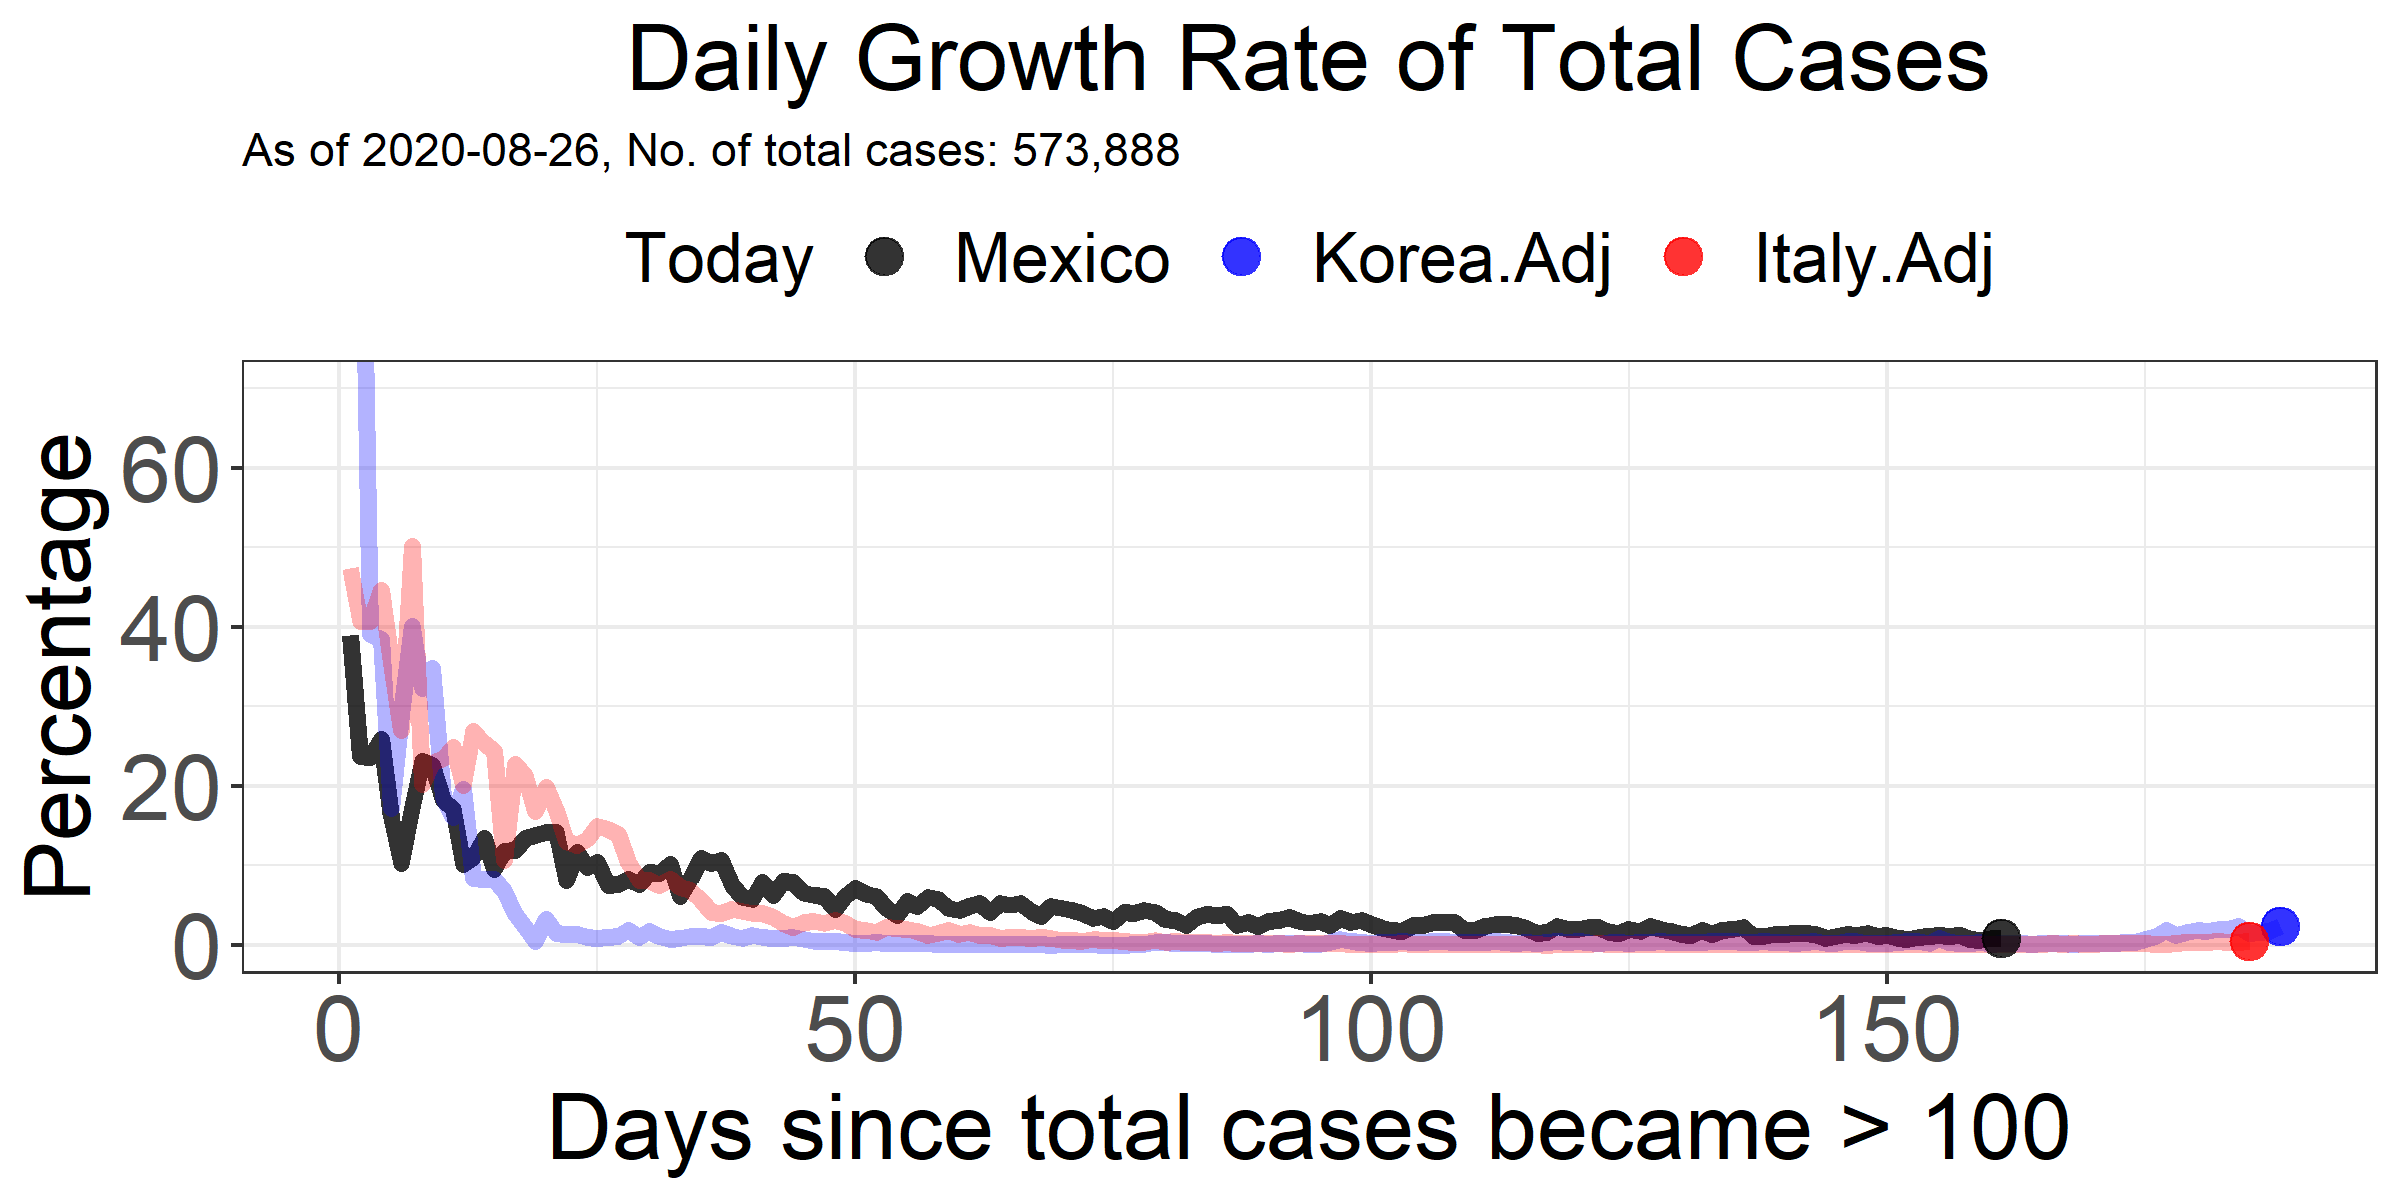 Daily Growth Rate of Total Cases
As of 2020-08-26, No. of total cases: 573,888
Today Mexico Korea.Adj Italy.Adj
Percentage
60
40
20
0
0 50 100 150
Days since total cases became > 100